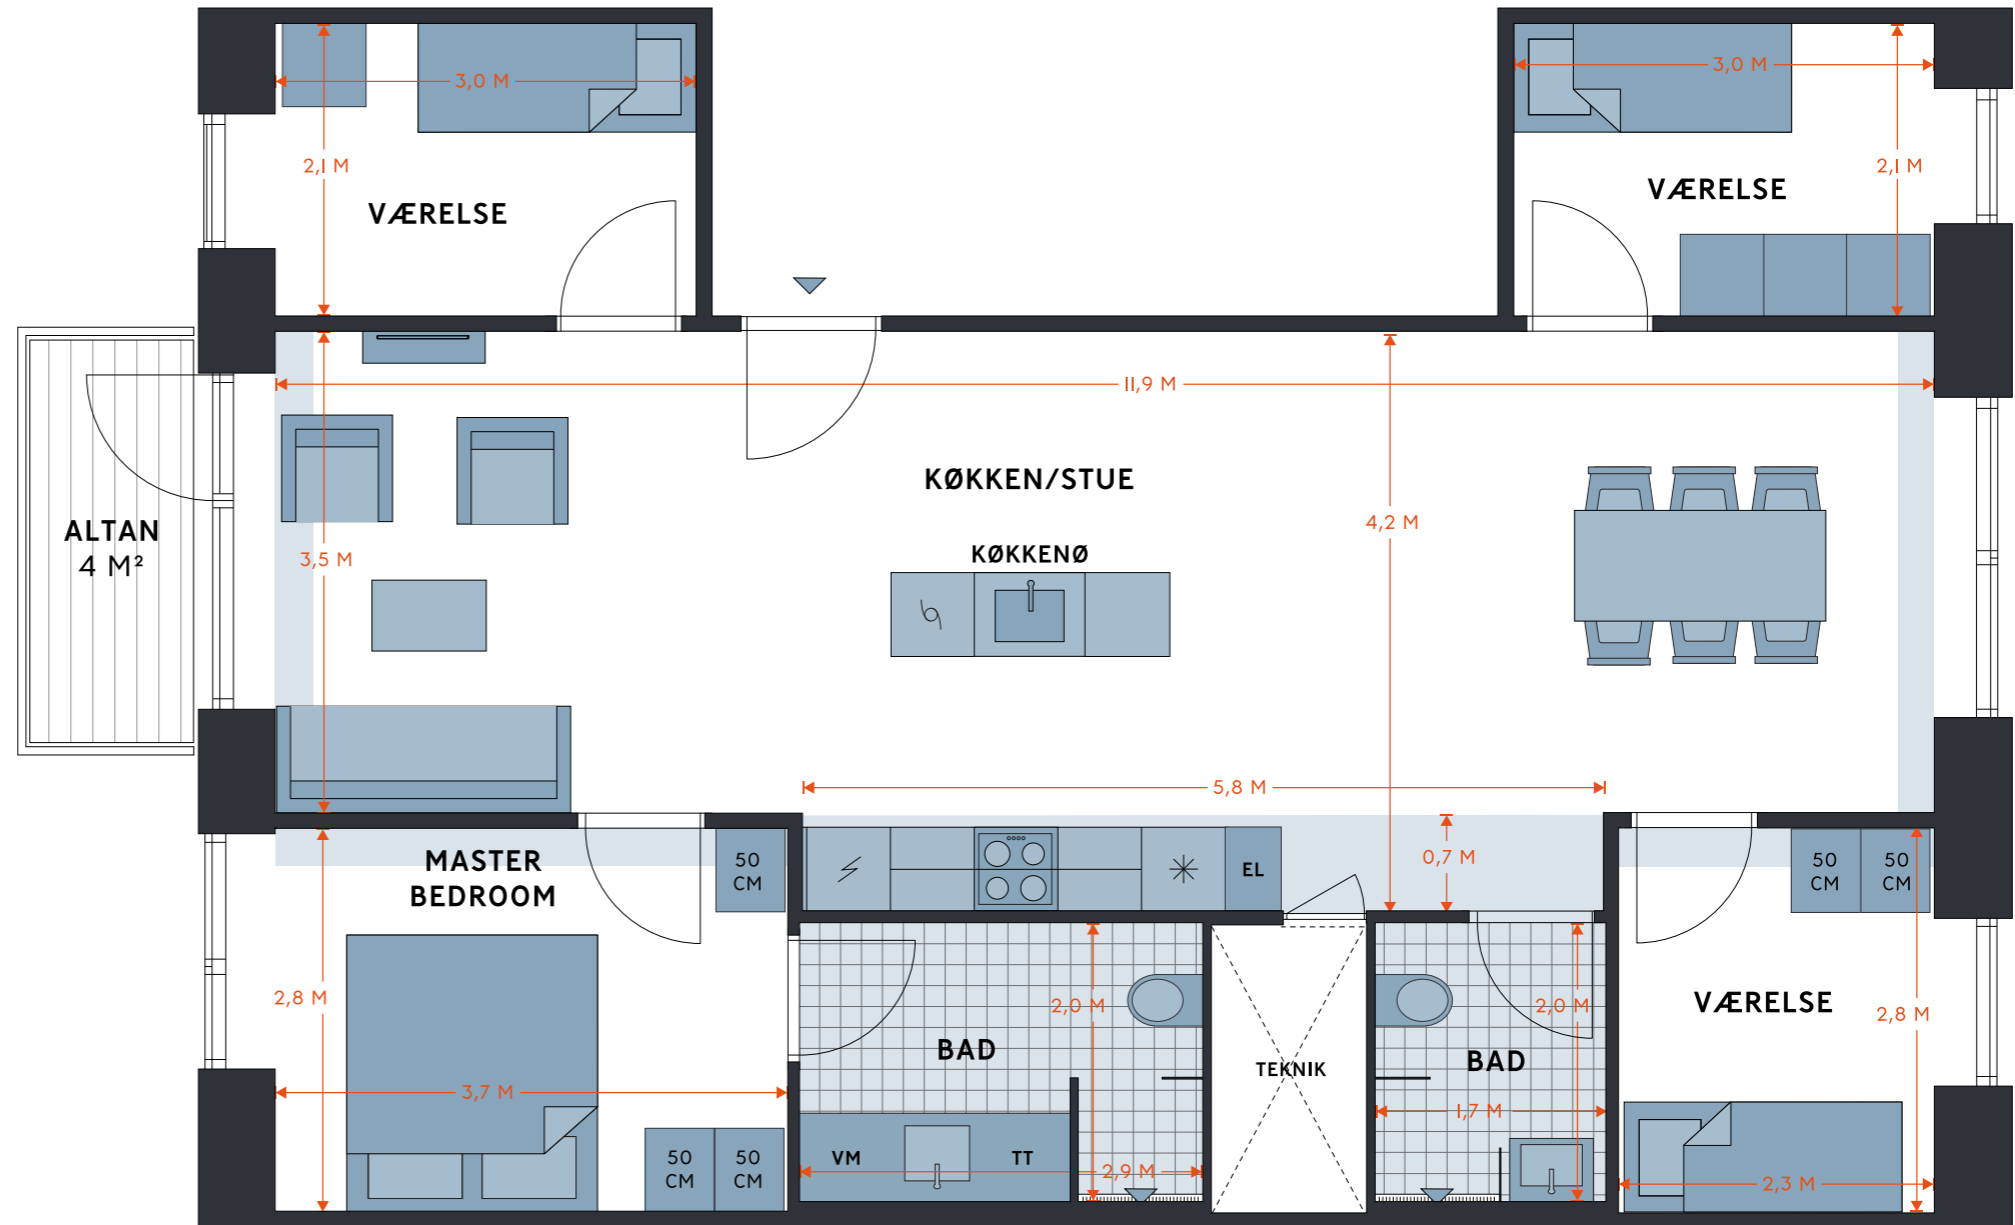 3,0 M
3,0 M
2,1 M
2,1 M
VÆRELSE
VÆRELSE
11,9 M
KØKKEN/STUE
ALTAN
4 M²
3,5 M
4,2 M
KØKKENØ
5,8 M
MASTER
BEDROOM
50
CM
EL
0,7 M
50
CM
50
CM
2,8 M
2,0 M
2,0 M
VÆRELSE
2,8 M
BAD
TEKNIK
BAD
3,7 M
1,7 M
50
CM
50
CM
VM
TT
2,9 M
2,3 M